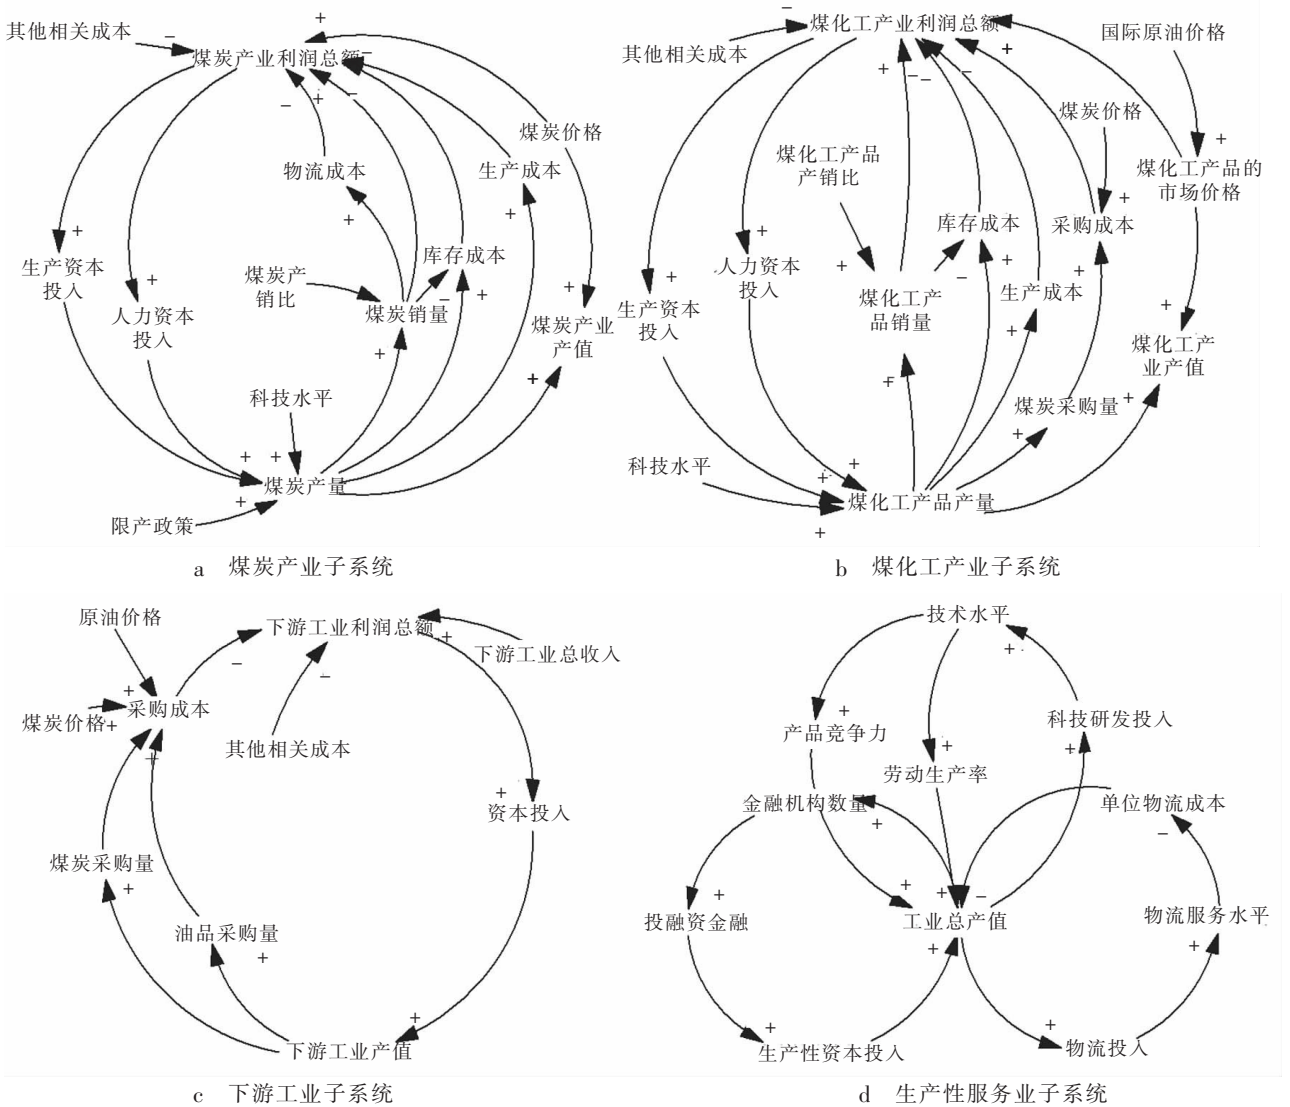 其他相关成本
煤炭产业利润总额
煤炭价格
物流成本
生产成本
生产资本
投入
人力资本
投入
煤炭产
销比
库存成本
煤炭销量
煤炭产业
产值
科技水平
煤炭产量
限产政策
a 煤炭产业子系统
煤化工产业利润总额
其他相关成本
国际原油价格
煤炭价格
煤化工产品
产销比
煤化工产品的
市场价格
库存成本
采购成本
人力资本
投入
生产资本
投入
煤化工产
品销量
生产成本
煤化工产
业产值
煤炭采购量
科技水平
煤化工产品产量
b 煤化工产业子系统
原油价格
下游工业利润总额
下游工业总收入
煤炭价格
采购成本
其他相关成本
资本投入
煤炭采购量
油品采购量
下游工业产值
c 下游工业子系统
技术水平
产品竞争力
科技研发投入
劳动生产率
金融机构数量
单位物流成本
投融资金融
工业总产值
物流服务水平
生产性资本投入
物流投入
d 生产性服务业子系统